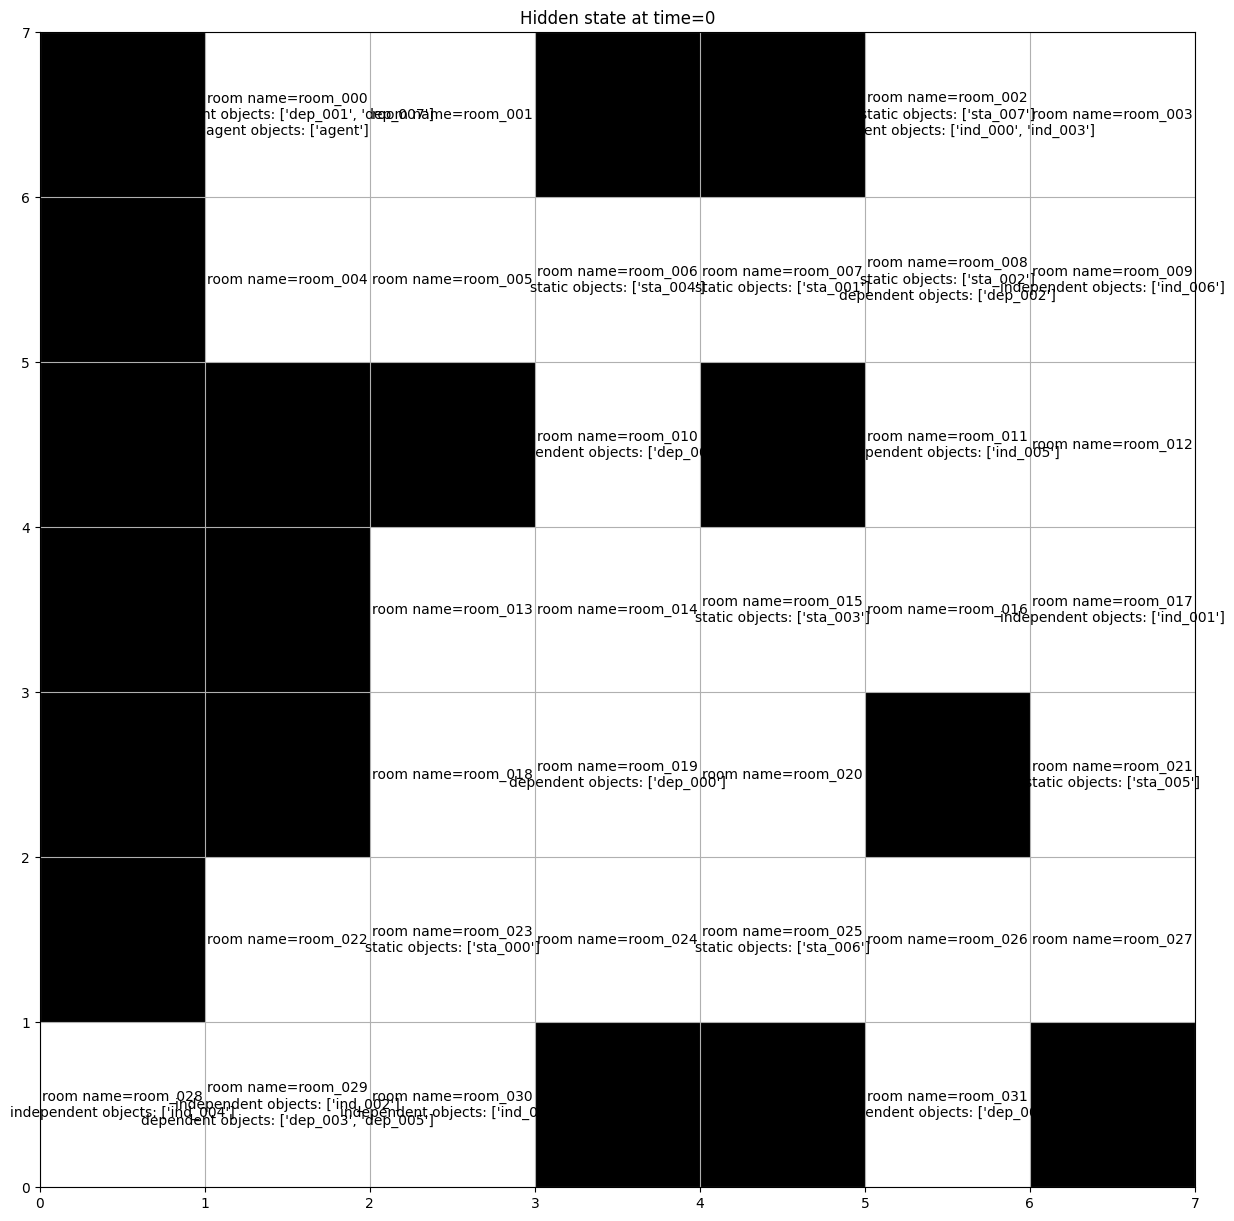 Hidden state at time=0
7
room name=room_000
nt objects: ['dep_001', 'dep_007']
agent objects: ['agent']
room name=room_001
room name=room_002
static objects: ['sta_007']
ent objects: ['ind_000', 'ind_003']
room name=room_003
6
room name=room_004
room name=room_005
room name=room_006
static objects: ['sta_004']
room name=room_007
static objects: ['sta_001']
room name=room_008
static objects: ['sta_002']
dependent objects: ['dep_002']
room name=room_009
independent objects: ['ind_006']
5
room name=room_010
endent objects: ['dep_00
room name=room_011
pendent objects: ['ind_005']
room name=room_012
4
room name=room_013
room name=room_014
room name=room_015
static objects: ['sta_003']
room name=room_016
room name=room_017
independent objects: ['ind_001']
3
room name=room_018
room name=room_019
dependent objects: ['dep_000']
room name=room_020
room name=room_021
static objects: ['sta_005']
2
room name=room_022
room name=room_023
static objects: ['sta_000']
room name=room_024
room name=room_025
static objects: ['sta_006']
room name=room_026
room name=room_027
1
room name=room_028
independent objects: ['ind_004']
room name=room_029
independent objects: ['ind_002']
dependent objects: ['dep_003', 'dep_005']
room name=room_030
independent objects: ['ind_0
room name=room_031
endent objects: ['dep_00
0
0 1 2 3 4 5 6 7